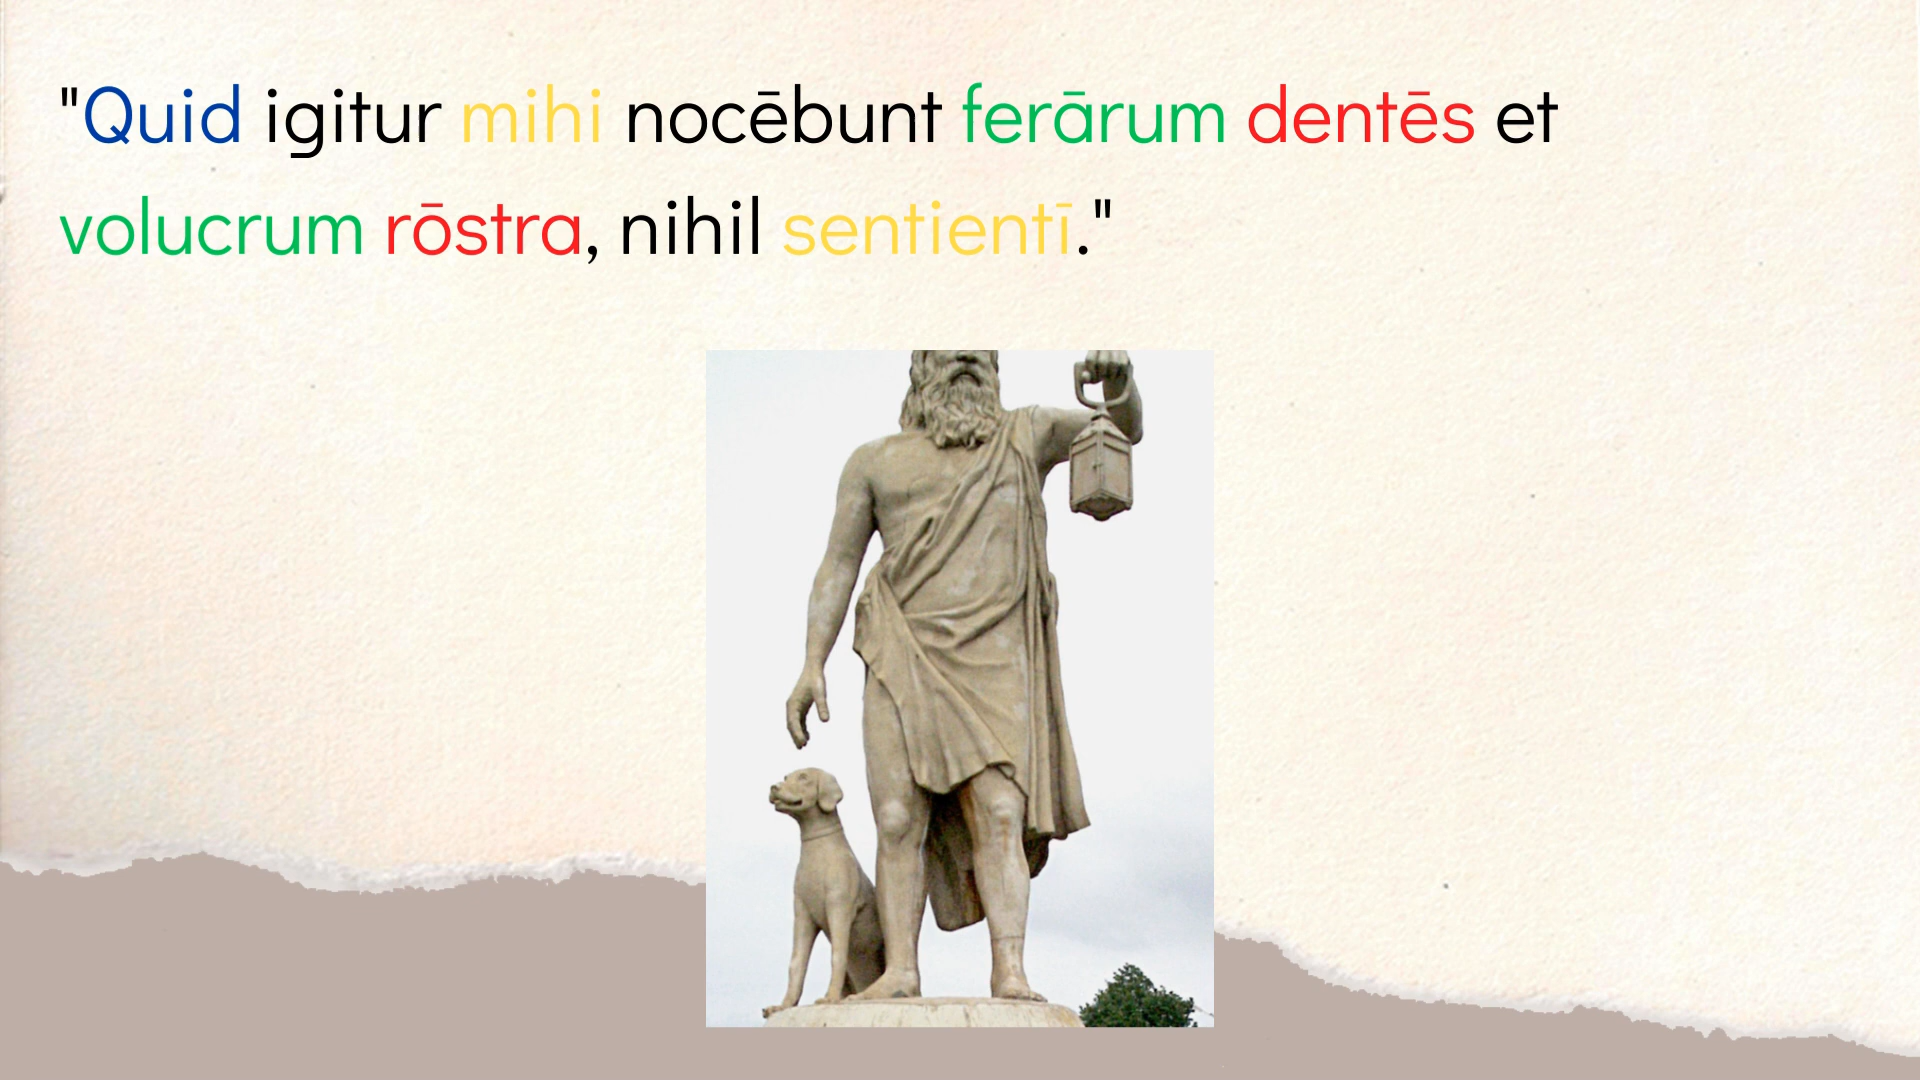 "Quid igitur mihi nocēbunt ferārum dentēs et
volucrum rōstra, nihil sentientī."